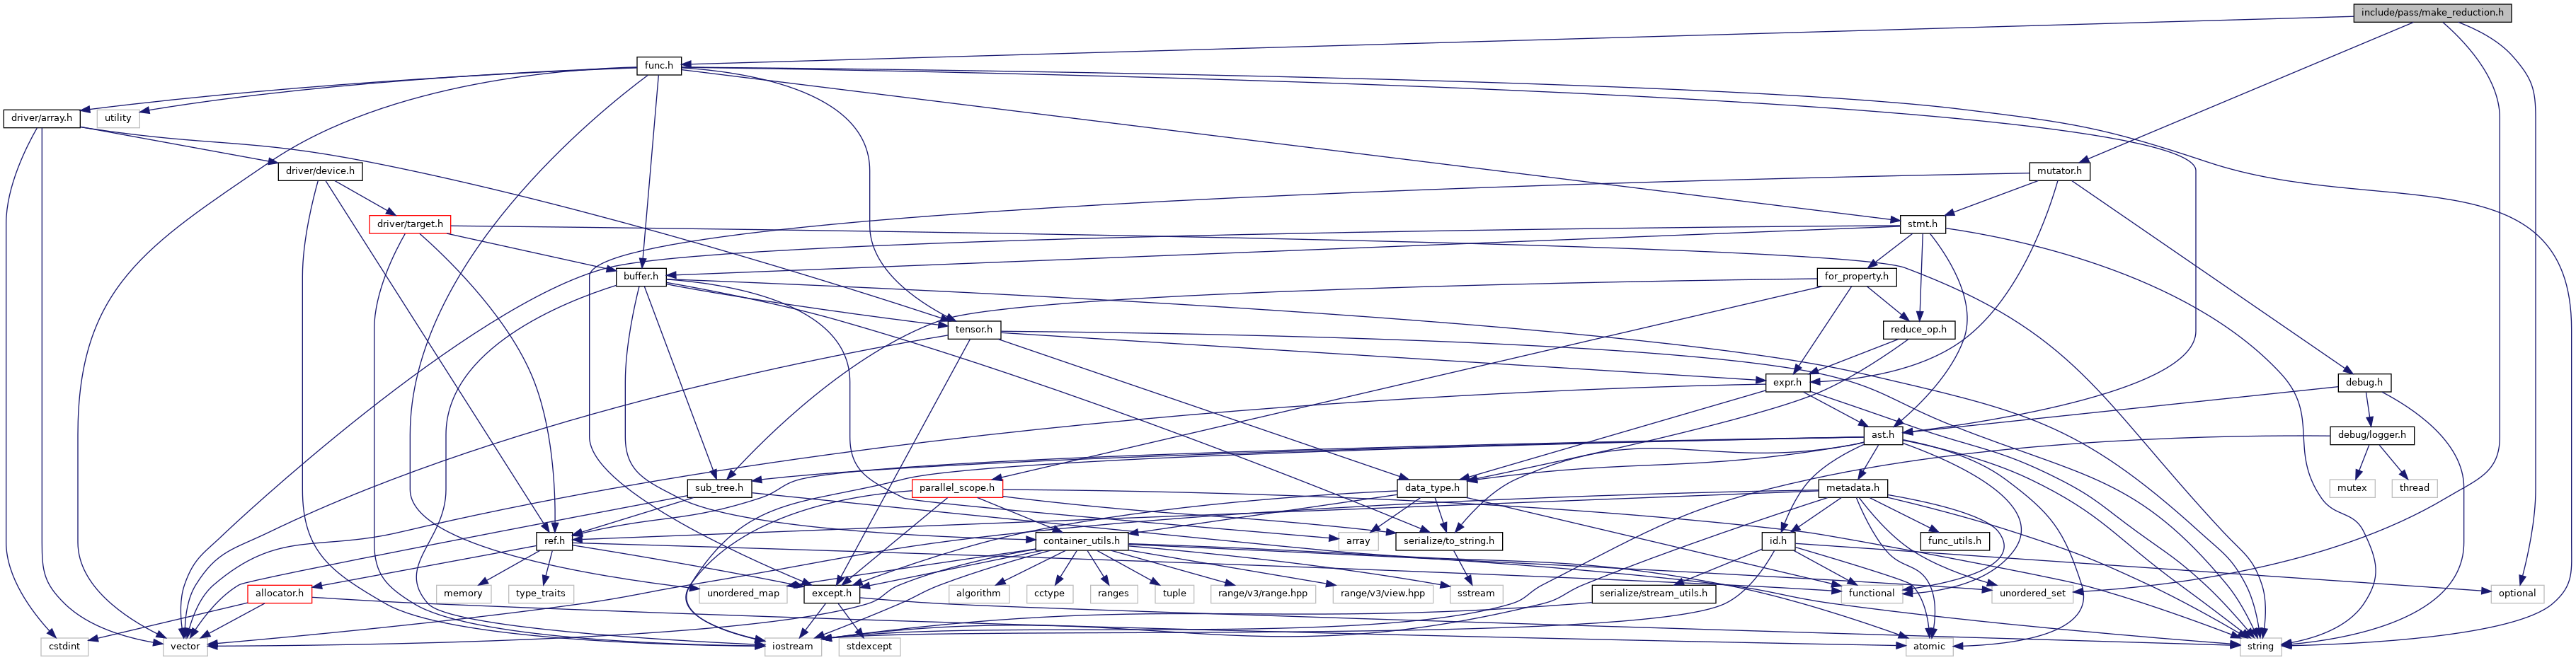 include/pass/make_reduction.h
func.h
driver/array.h
utility
driver/device.h
mutator.h
driver/target.h
stmt.h
buffer.h
for_property.h
tensor.h
reduce_op.h
expr.h
debug.h
ast.h
debug/logger.h
sub_tree.h
parallel_scope.h
data_type.h
metadata.h
mutex
thread
ref.h
container_utils.h
array
serialize/to_string.h
id.h
func_utils.h
allocator.h
memory
type_traits
unordered_map
except.h
algorithm
cctype
ranges
tuple
range/v3/range.hpp
range/v3/view.hpp
sstream
serialize/stream_utils.h
functional
unordered_set
optional
cstdint
vector
iostream
stdexcept
atomic
string